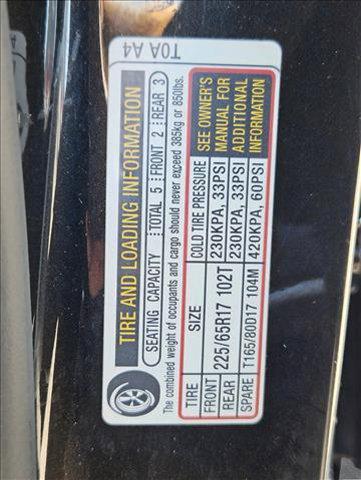 T0A A4
TIRE AND LOADING INFORMATION
SEATING CAPACITY TOTAL 5 FRONT 2 REAR 3
The combined weight of occupants and cargo should never exceed 385kg or 850lbs.
TIRE SIZE COLD TIRE PRESSURE
FRONT 225/65R17 102T 230KPA, 33PSI
REAR 230KPA, 33PSI
SPARE T165/80D17 104M 420KPA, 60PSI
SEE OWNER'S
MANUAL FOR
ADDITIONAL
INFORMATION